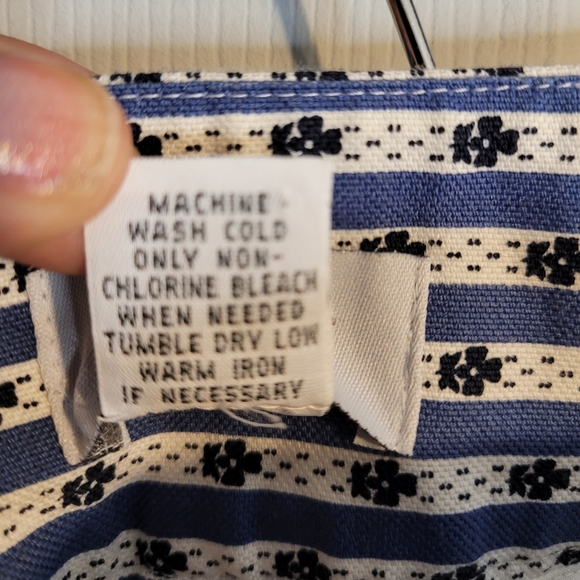 MACHINE
WASH COLD
ONLY NON-
CHLORINE BLEACH
WHEN NEEDED
TUMBLE DRY LOW
WARM IRON
IF NECESSARY